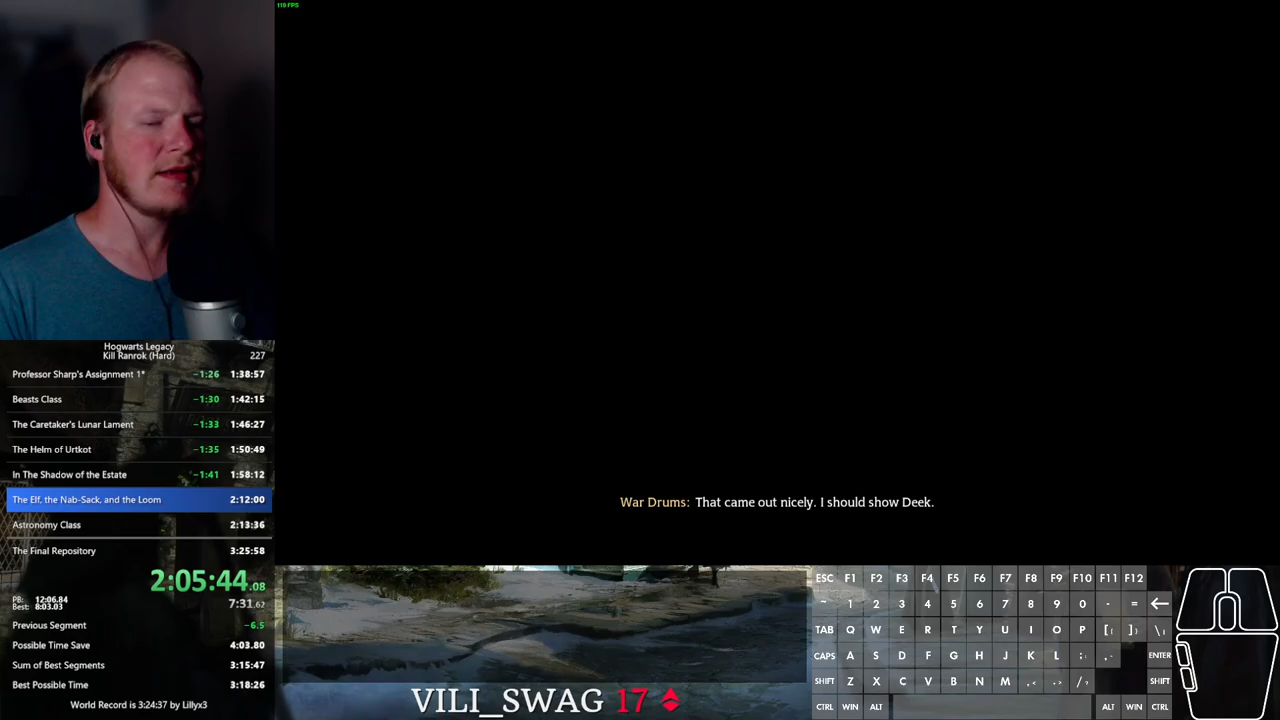 119 FPS
Hogwarts Legacy
Kill Ranrok (Hard) 227
Professor Sharp's Assignment 1* -1:26 1:38:57
Beasts Class -1:30 1:42:15
The Caretaker's Lunar Lament -1:33 1:46:27
The Helm of Urtkot -1:35 1:50:49
In The Shadow of the Estate -1:41 1:58:12
The Elf, the Nab-Sack, and the Loom 2:12:00
Astronomy Class 2:13:36
The Final Repository 3:25:58
2:05:44.08
PB: 12:06.84
Best: 8:03.03
7:31.62
Previous Segment -6.5
Possible Time Save 4:03.80
Sum of Best Segments 3:15:47
Best Possible Time 3:18:26
World Record is 3:24:37 by Lillyx3
War Drums: That came out nicely. I should show Deek.
VILI_SWAG 17
ESC F1 F2 F3 F4 F5 F6 F7 F8 F9 F10 F11 F12
~ 1 2 3 4 5 6 7 8 9 0 - =
TAB Q W E R T Y U I O P [{ ]} \|
CAPS A S D F G H J K L ;: ,- ENTER
SHIFT Z X C V B N M ,< .> /? SHIFT
CTRL WIN ALT ALT WIN CTRL